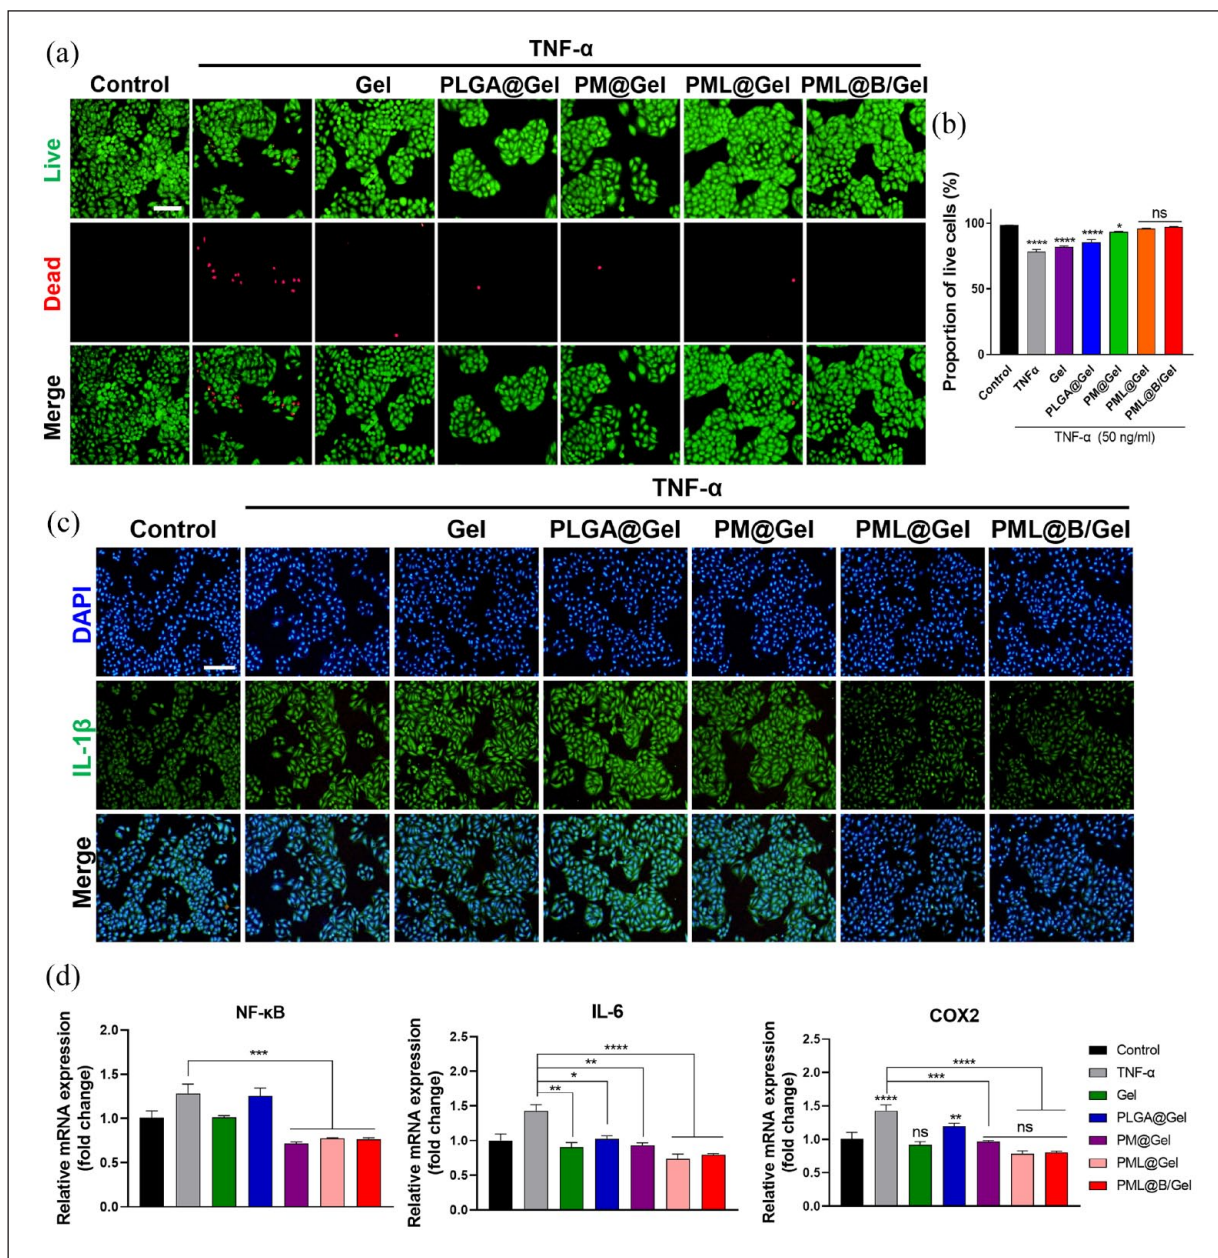 (a)
TNF-α
Control
Gel
PLGA@Gel
PM@Gel
PML@Gel
PML@B/Gel
Live
Dead
Merge
(b)
Proportion of live cells (%)
100
50
0
****
****
****
*
ns
Control
TNFα
Gel
PLGA@Gel
PM@Gel
PML@Gel
PML@B/Gel
TNF-α (50 ng/ml)
(c)
TNF-α
Control
Gel
PLGA@Gel
PM@Gel
PML@Gel
PML@B/Gel
DAPI
IL-1β
Merge
(d)
NF-κB
Relative mRNA expression
(fold change)
2.0
1.5
1.0
0.5
0.0
***
IL-6
Relative mRNA expression
(fold change)
2.5
2.0
1.5
1.0
0.5
0.0
****
**
*
**
COX2
Relative mRNA expression
(fold change)
2.5
2.0
1.5
1.0
0.5
0.0
****
***
****
ns
**
ns
Control
TNF-α
Gel
PLGA@Gel
PM@Gel
PML@Gel
PML@B/Gel